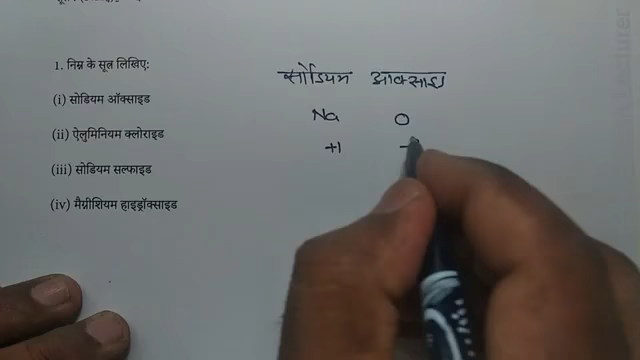 1. निम्न के सूत्र लिखिए:
(i) सोडियम ऑक्साइड
(ii) ऐलुमिनियम क्लोराइड
(iii) सोडियम सल्फाइड
(iv) मैग्नीशियम हाइड्रॉक्साइड
सोडियम आक्साइड
Na O
+1 -